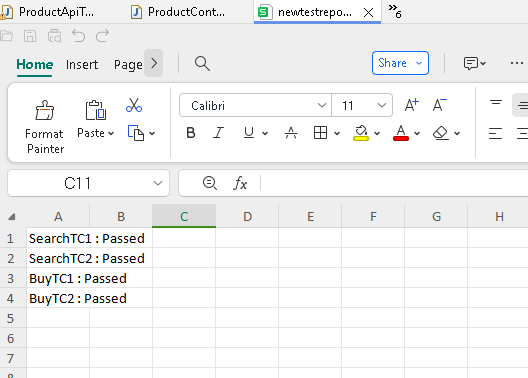 ProductApiT...
ProductCont...
newtestrepo...
6
Home
Insert
Page
Share
Format
Painter
Paste
Calibri
11
A+
A−
B
I
U
A
A
C11
fx
A B C D E F G H
1 SearchTC1 : Passed
2 SearchTC2 : Passed
3 BuyTC1 : Passed
4 BuyTC2 : Passed
5
6
7
8